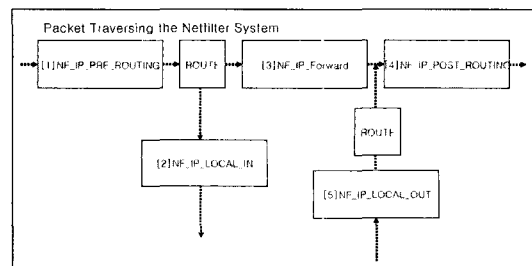 Packet Traversing the Netfilter System
[1]NF_IP_PRE_ROUTING
ROUTE
[3]NF_IP_Forward
[4]NF_IP_POST_ROUTING
ROUTE
[2]NF_IP_LOCAL_IN
[5]NF_IP_LOCAL_OUT